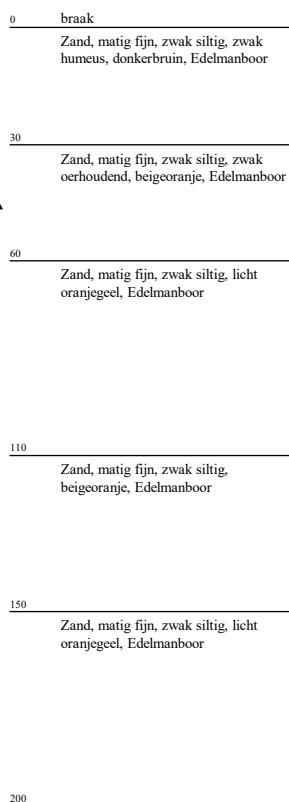 0 braak
Zand, matig fijn, zwak siltig, zwak
humeus, donkerbruin, Edelmanboor
30
Zand, matig fijn, zwak siltig, zwak
oerhoudend, beigeoranje, Edelmanboor
60
Zand, matig fijn, zwak siltig, licht
oranjegeel, Edelmanboor
110
Zand, matig fijn, zwak siltig,
beigeoranje, Edelmanboor
150
Zand, matig fijn, zwak siltig, licht
oranjegeel, Edelmanboor
200